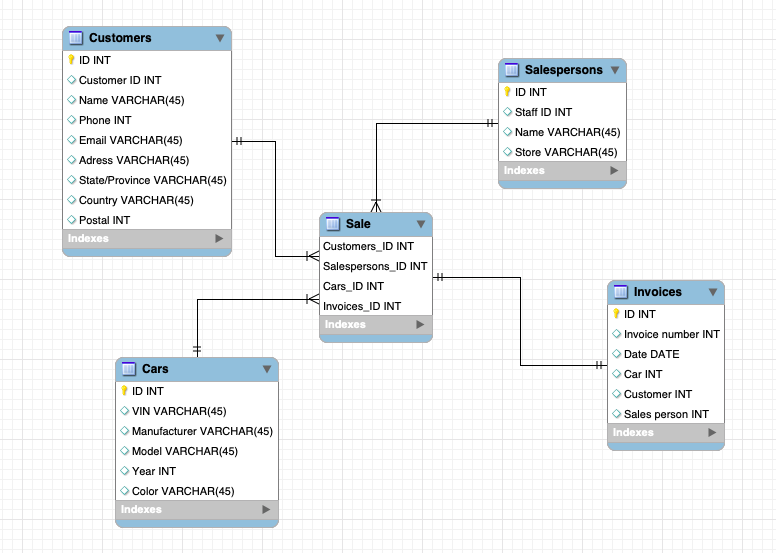 Customers
ID INT
Customer ID INT
Name VARCHAR(45)
Phone INT
Email VARCHAR(45)
Adress VARCHAR(45)
State/Province VARCHAR(45)
Country VARCHAR(45)
Postal INT
Indexes
Salespersons
ID INT
Staff ID INT
Name VARCHAR(45)
Store VARCHAR(45)
Indexes
Sale
Customers_ID INT
Salespersons_ID INT
Cars_ID INT
Invoices_ID INT
Indexes
Invoices
ID INT
Invoice number INT
Date DATE
Car INT
Customer INT
Sales person INT
Indexes
Cars
ID INT
VIN VARCHAR(45)
Manufacturer VARCHAR(45)
Model VARCHAR(45)
Year INT
Color VARCHAR(45)
Indexes